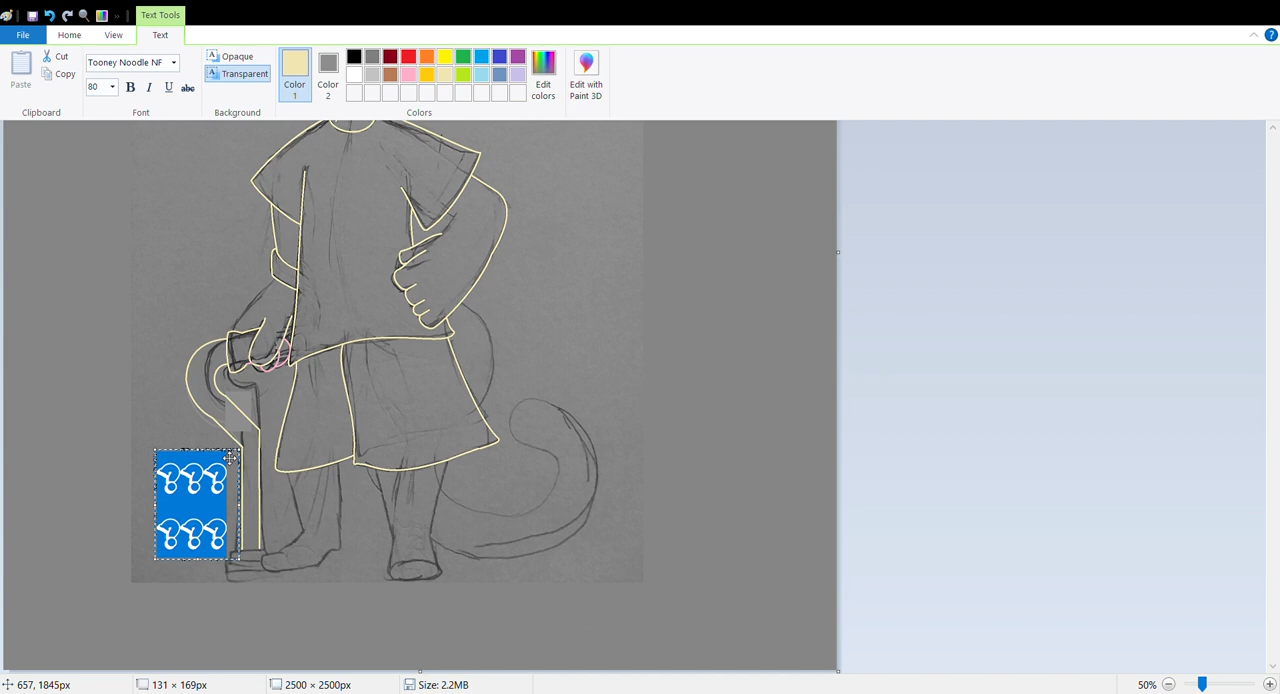 Text Tools
File
Home
View
Text
Paste
Cut
Copy
Clipboard
Tooney Noodle NF
80
B I U abc
Font
Opaque
Transparent
Background
Color 1
Color 2
Edit colors
Colors
Edit with Paint 3D
???
???
657, 1845px
131 × 169px
2500 × 2500px
Size: 2.2MB
50%